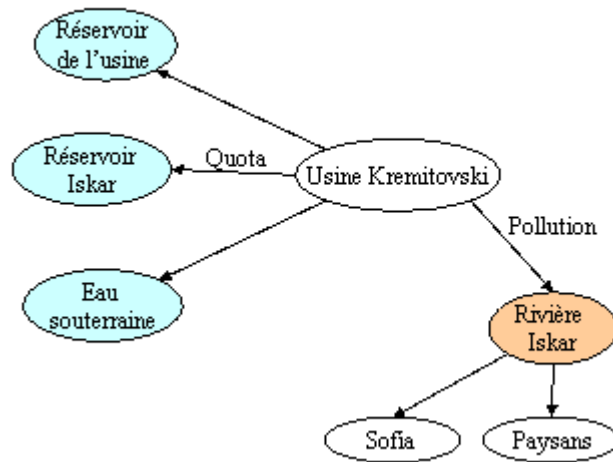 Réservoir
de l'usine
Réservoir
Iskar
Quota
Usine Kremitovski
Pollution
Eau
souterraine
Rivière
Iskar
Sofia
Paysans